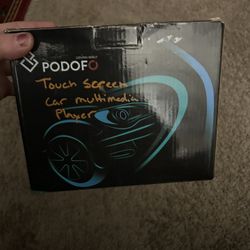 PODOFO
Touch Screen
Car multimedia
Player